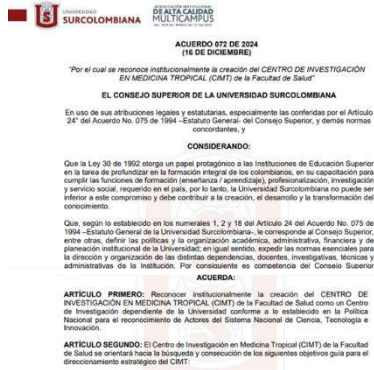 UNIVERSIDAD
SURCOLOMBIANA
ACREDITACIÓN INSTITUCIONAL
DE ALTA CALIDAD
MULTICAMPUS
ACUERDO 072 DE 2024
(16 DE DICIEMBRE)
"Por el cual se reconoce institucionalmente la creación del CENTRO DE INVESTIGACIÓN
EN MEDICINA TROPICAL (CIMT) de la Facultad de Salud"
EL CONSEJO SUPERIOR DE LA UNIVERSIDAD SURCOLOMBIANA
En uso de sus atribuciones legales y estatutarias, especialmente las conferidas por el Artículo
24° del Acuerdo No. 075 de 1994 –Estatuto General- del Consejo Superior, y demás normas
concordantes, y
CONSIDERANDO:
Que la Ley 30 de 1992 otorga un papel protagónico a las Instituciones de Educación Superior
en la tarea de profundizar en la formación integral de los colombianos, en su capacitación para
cumplir las funciones de formación (enseñanza / aprendizaje), profesionalización, investigación
y servicio social, requerido en el país, por lo tanto, la Universidad Surcolombiana no puede ser
inferior a este compromiso y debe contribuir a la creación, el desarrollo y la transformación del
conocimiento.
Que, según lo establecido en los numerales 1, 2 y 18 del Artículo 24 del Acuerdo No. 075 de
1994 –Estatuto General de la Universidad Surcolombiana-, le corresponde al Consejo Superior,
entre otras, definir las políticas y la organización académica, administrativa, financiera y de
planeación institucional de la Universidad; en igual sentido, expedir las normas esenciales para
la dirección y organización de las distintas dependencias, docentes, investigativas, técnicas y
administrativas de la Institución. Por consiguiente es competencia del Consejo Superior
ACUERDA:
ARTÍCULO PRIMERO: Reconocer institucionalmente la creación del CENTRO DE
INVESTIGACIÓN EN MEDICINA TROPICAL (CIMT) de la Facultad de Salud como un Centro
de Investigación dependiente de la Universidad conforme a lo establecido en la Política
Nacional para el reconocimiento de Actores del Sistema Nacional de Ciencia, Tecnología e
Innovación.
ARTÍCULO SEGUNDO: El Centro de Investigación en Medicina Tropical (CIMT) de la Facultad
de Salud se orientará hacia la búsqueda y consecución de los siguientes objetivos guía para el
direccionamiento estratégico del CIMT: